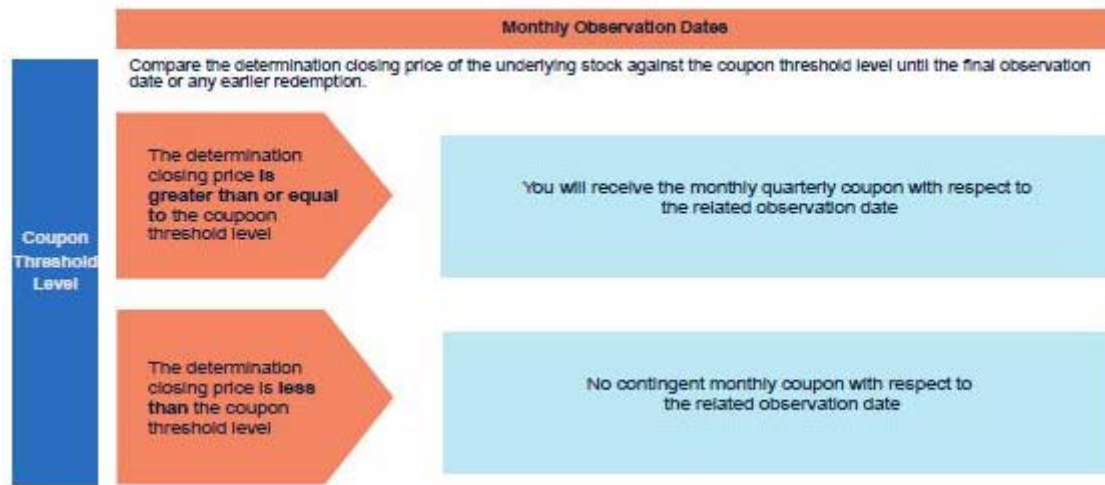 Monthly Observation Dates
Compare the determination closing price of the underlying stock against the coupon threshold level until the final observation
date or any earlier redemption.
Coupon
Threshold
Level
The determination
closing price is
greater than or equal
to the coupoon
threshold level
You will receive the monthly quarterly coupon with respect to
the related observation date
The determination
closing price is less
than the coupon
threshold level
No contingent monthly coupon with respect to
the related observation date